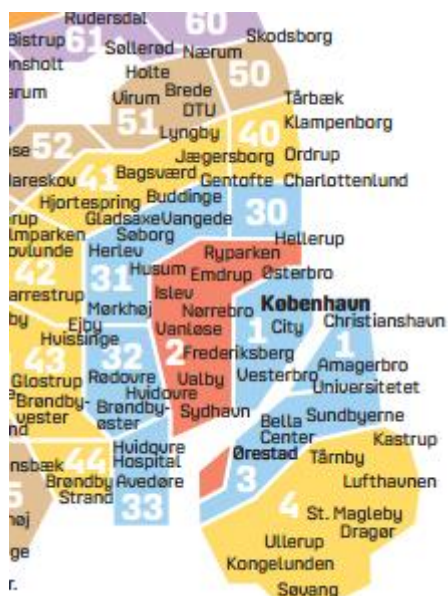 Rudersdal
60
Bistrup
61
Skodsborg
Søllerød
Nærum
Holte
50
Brede
Virum
DTU
Tårbæk
51
Lyngby
40
Klampenborg
52
Jægersborg
Ordrup
41
Bagsværd
Gentofte
Charlottenlund
Hjortespring
Buddinge
Gladsaxe
Vangede
30
Søborg
Hellerup
Herlev
Ryparken
42
31
Husum
Emdrup
Østerbro
Islev
København
Mørkhøj
Nørrebro
Christianshavn
Ejby
Vanløse
1
City
1
Hvissinge
2
Frederiksberg
Amagerbro
43
32
Glostrup
Rødovre
Valby
Vesterbro
Universitetet
Hvidovre
Brøndby-
vester
Brøndby-
øster
Sydhavn
Sundbyerne
Bella
Center
Kastrup
Hvidovre
Hospital
Ørestad
Tårnby
44
3
Lufthavnen
Brøndby
Strand
Avedøre
33
4
St. Magleby
Dragør
Ullerup
Kongelunden
Søvang